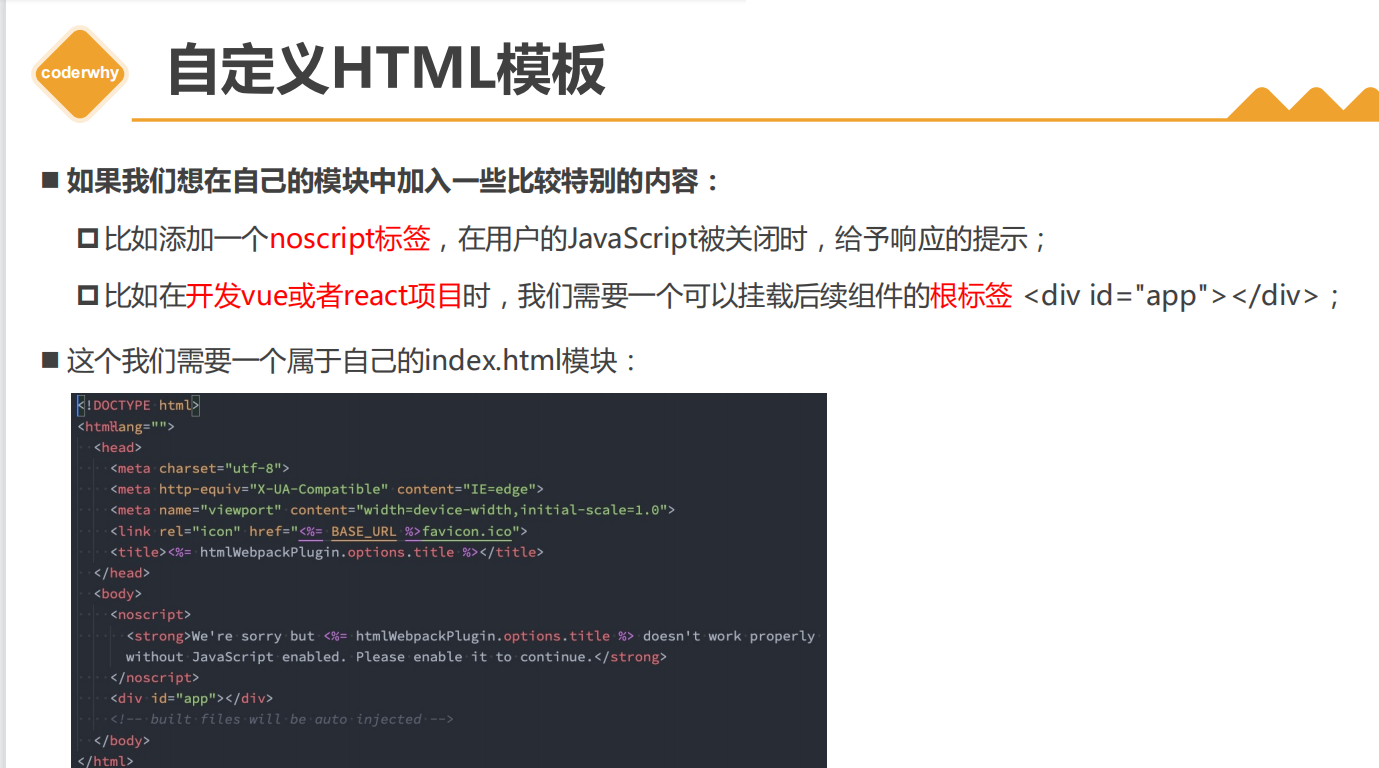 coderwhy
自定义HTML模板
如果我们想在自己的模块中加入一些比较特别的内容：
比如添加一个noscript标签，在用户的JavaScript被关闭时，给予响应的提示；
比如在开发vue或者react项目时，我们需要一个可以挂载后续组件的根标签 <div id="app"></div>；
这个我们需要一个属于自己的index.html模块：
<!DOCTYPE html>
<html lang="">
<head>
<meta charset="utf-8">
<meta http-equiv="X-UA-Compatible" content="IE=edge">
<meta name="viewport" content="width=device-width,initial-scale=1.0">
<link rel="icon" href="<%= BASE_URL %>favicon.ico">
<title><%= htmlWebpackPlugin.options.title %></title>
</head>
<body>
<noscript>
<strong>We're sorry but <%= htmlWebpackPlugin.options.title %> doesn't work properly
without JavaScript enabled. Please enable it to continue.</strong>
</noscript>
<div id="app"></div>
<!-- built files will be auto injected -->
</body>
</html>